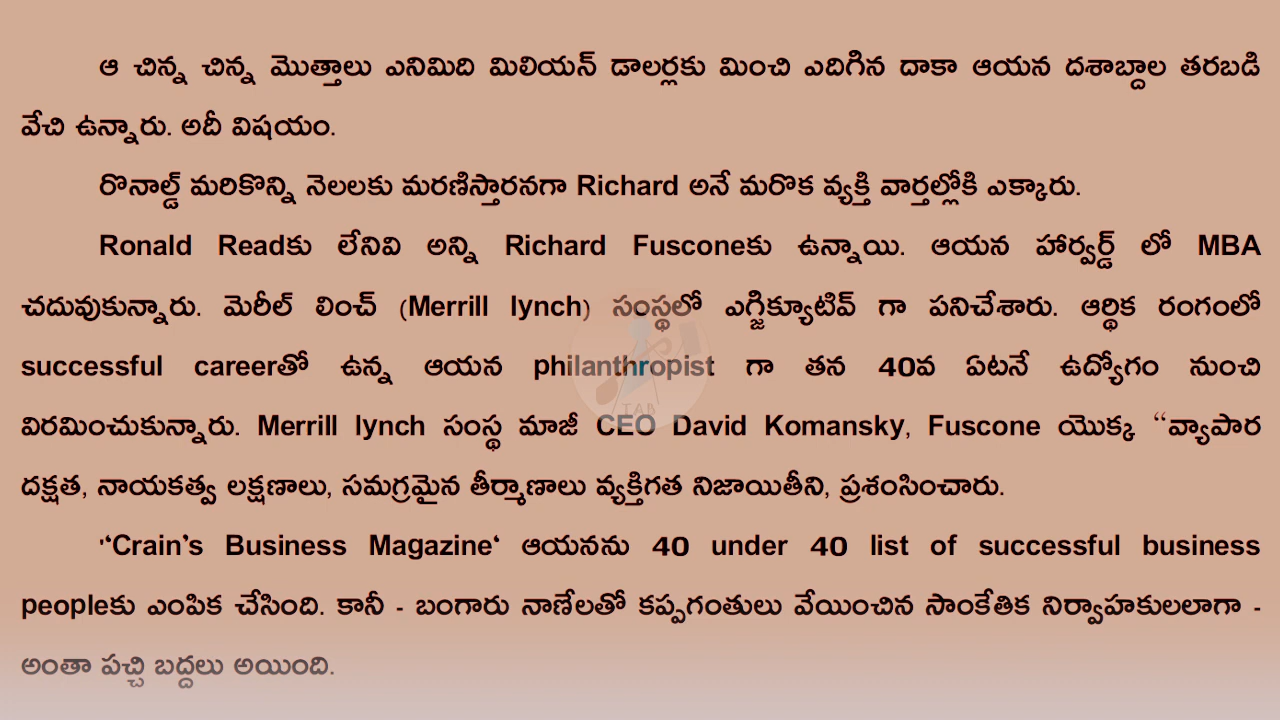 ఆ చిన్న చిన్న మొత్తాలు ఎనిమిది మిలియన్ డాలర్లకు మించి ఎదిగిన దాకా ఆయన దశాబ్దాల తరబడి
వేచి ఉన్నారు. అదీ విషయం.
రొనాల్డ్ మరికొన్ని నెలలకు మరణిస్తారనగా Richard అనే మరొక వ్యక్తి వార్తల్లోకి ఎక్కారు.
Ronald Readకు లేనివి అన్ని Richard Fusconeకు ఉన్నాయి. ఆయన హార్వర్డ్ లో MBA
చదువుకున్నారు. మెరీల్ లించ్ (Merrill lynch) సంస్థలో ఎగ్జిక్యూటివ్ గా పనిచేశారు. ఆర్థిక రంగంలో
successful careerతో ఉన్న ఆయన philanthropist గా తన 40వ ఏటనే ఉద్యోగం నుంచి
విరమించుకున్నారు. Merrill lynch సంస్థ మాజీ CEO David Komansky, Fuscone యొక్క “వ్యాపార
దక్షత, నాయకత్వ లక్షణాలు, సమగ్రమైన తీర్మాణాలు వ్యక్తిగత నిజాయితీని, ప్రశంసించారు.
'‘Crain’s Business Magazine‘ ఆయనను 40 under 40 list of successful business
peopleకు ఎంపిక చేసింది. కానీ - బంగారు నాణేలతో కప్పగంతులు వేయించిన సాంకేతిక నిర్వాహకులలాగా -
అంతా పచ్చి బద్దలు అయింది.
TAB